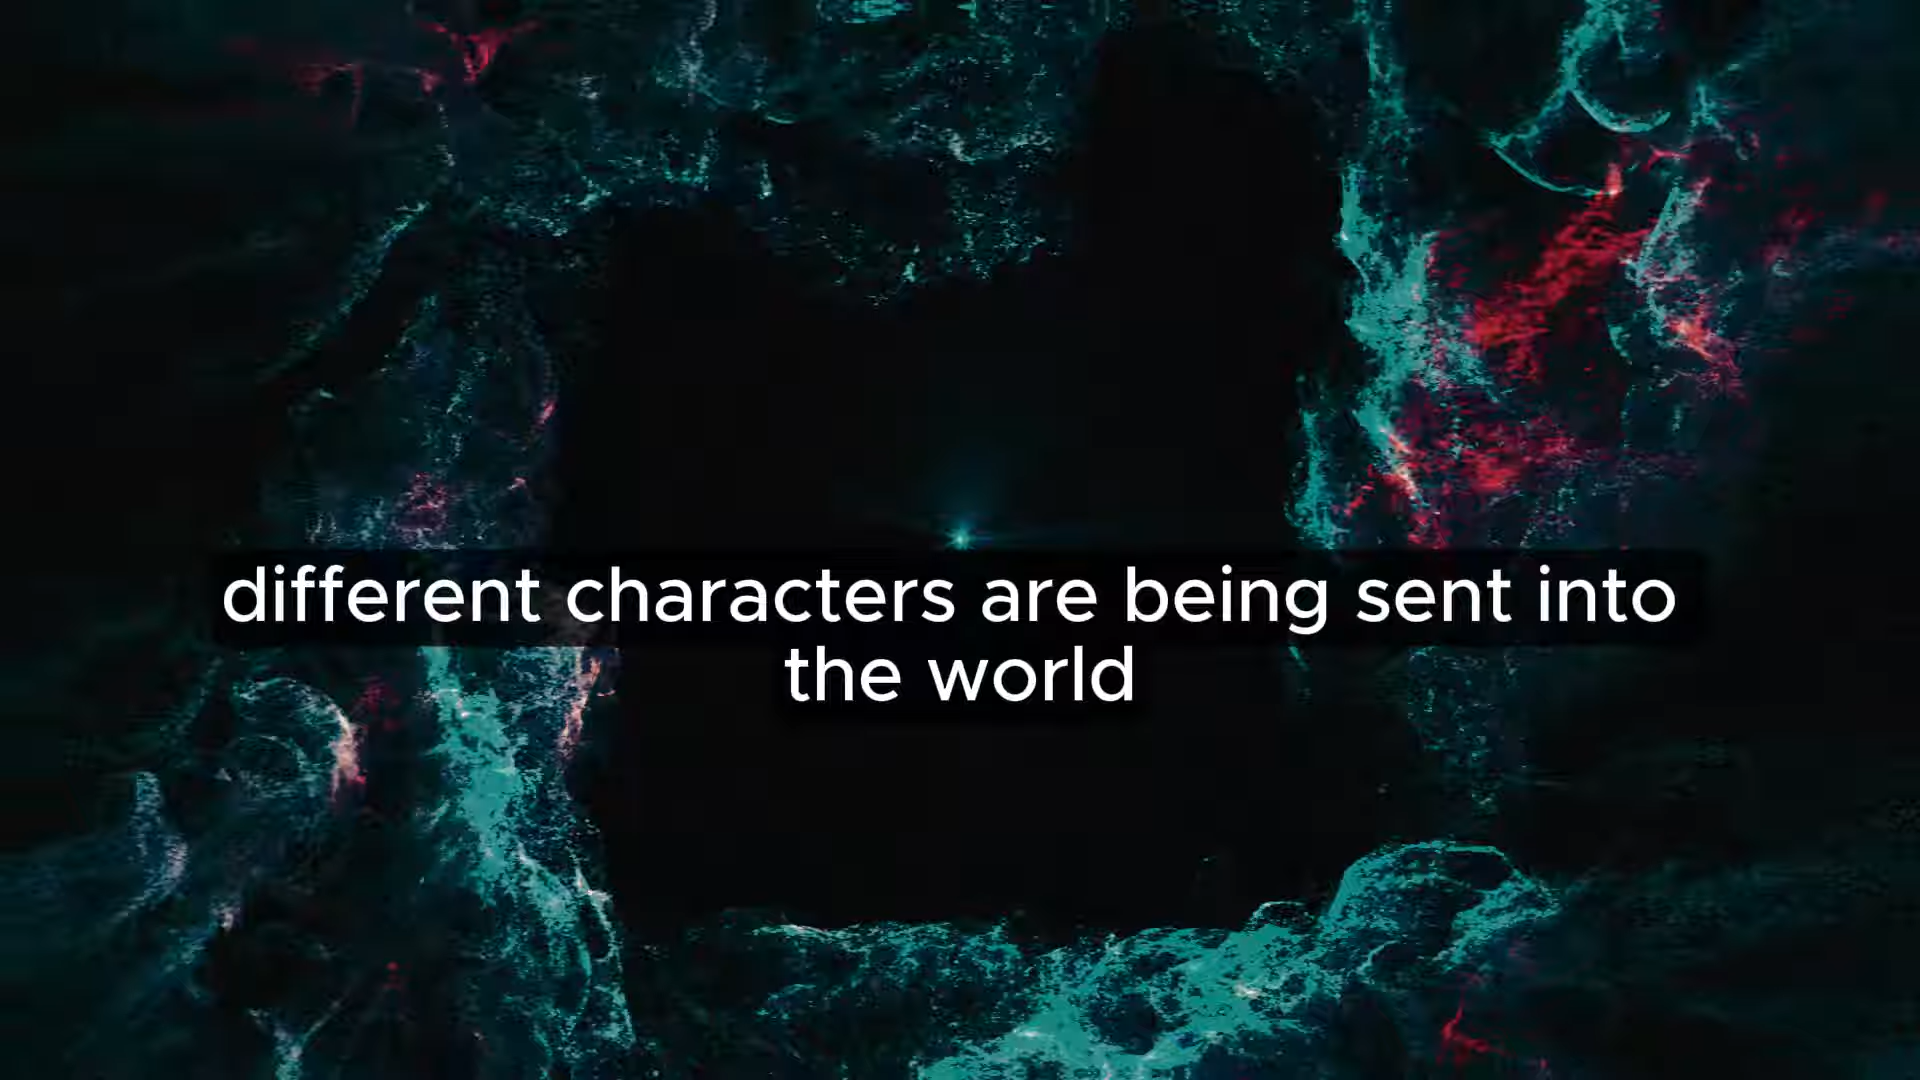 different characters are being sent into
the world